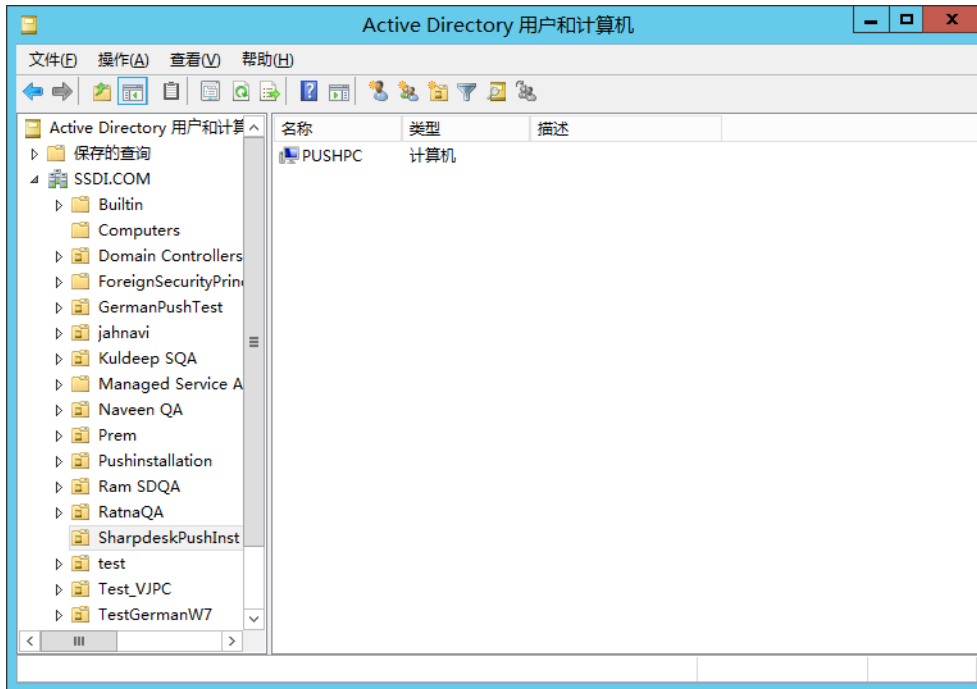 Active Directory 用户和计算机
文件(F) 操作(A) 查看(V) 帮助(H)
Active Directory 用户和计算
保存的查询
SSDI.COM
Builtin
Computers
Domain Controllers
ForeignSecurityPrin
GermanPushTest
jahnavi
Kuldeep SQA
Managed Service A
Naveen QA
Prem
Pushinstallation
Ram SDQA
RatnaQA
SharpdeskPushInst
test
Test_VJPC
TestGermanW7
名称 类型 描述
PUSHPC 计算机